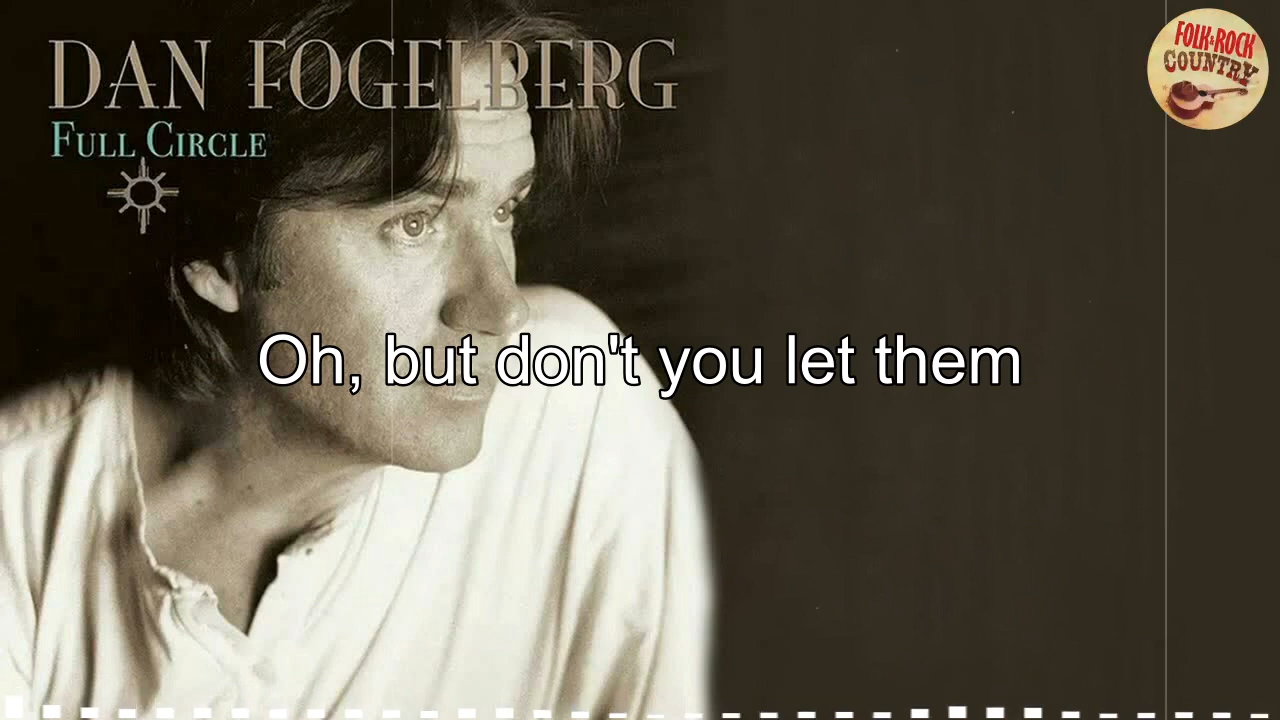 DAN FOGELBERG
FULL CIRCLE
FOLK & ROCK
COUNTRY
Oh, but don't you let them